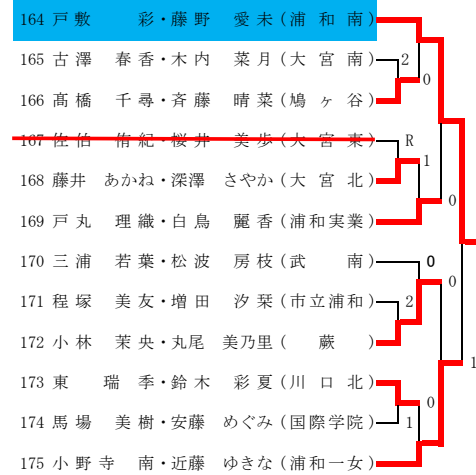 164 戸敷 彩・藤野 愛未(浦和南)
165 古澤 春香・木内 菜月(大宮南) 2
0
166 髙橋 千尋・斉藤 晴菜(鳩ヶ谷)
167 佐伯 侑紀・桜井 美歩(大宮東) R
1
168 藤井 あかね・深澤 さやか(大宮北)
0
169 戸丸 理織・白鳥 麗香(浦和実業)
170 三浦 若葉・松波 房枝(武南) 0
0
171 程塚 美友・増田 汐栞(市立浦和) 2
172 小林 茉央・丸尾 美乃里(蕨)
1
173 東 瑞季・鈴木 彩夏(川口北)
0
174 馬場 美樹・安藤 めぐみ(国際学院) 1
175 小野寺 南・近藤 ゆきな(浦和一女)